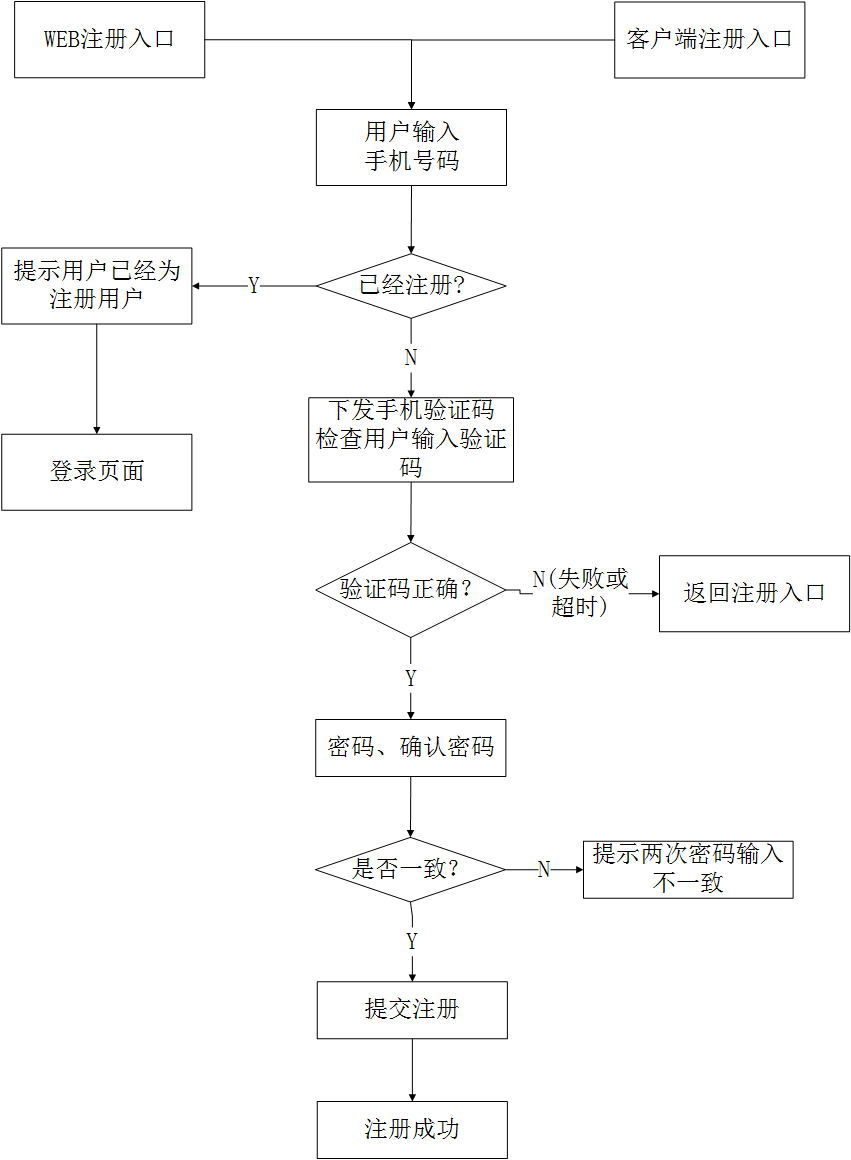 WEB注册入口
客户端注册入口
用户输入
手机号码
提示用户已经为
注册用户
Y
已经注册?
N
下发手机验证码
检查用户输入验证
码
登录页面
验证码正确？
N(失败或
超时)
返回注册入口
Y
密码、确认密码
是否一致？
N
提示两次密码输入
不一致
Y
提交注册
注册成功